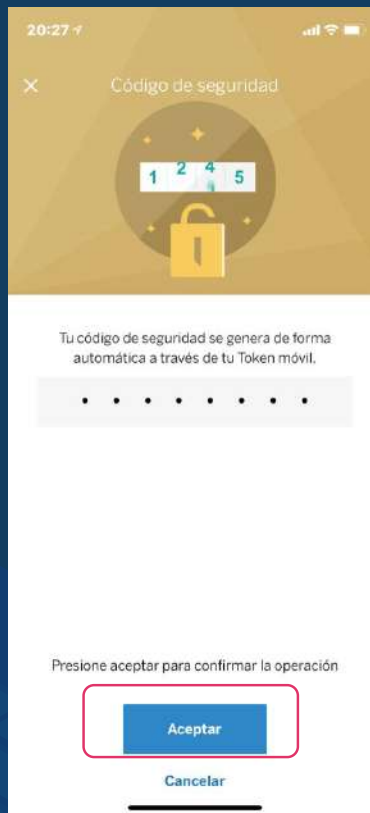 20:27
Código de seguridad
1 2 4 5
Tu código de seguridad se genera de forma
automática a través de tu Token móvil.
• • • • • • • •
Presione aceptar para confirmar la operación
Aceptar
Cancelar